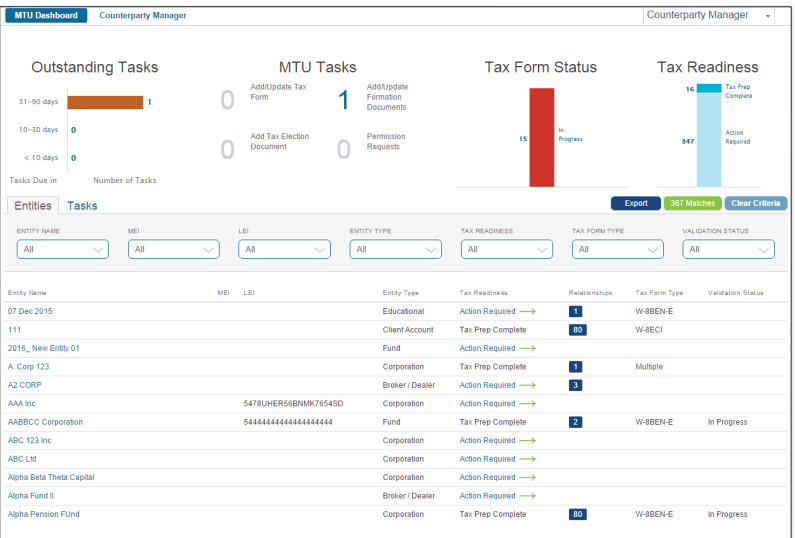 MTU Dashboard Counterparty Manager Counterparty Manager
Outstanding Tasks MTU Tasks Tax Form Status Tax Readiness
31-90 days 1
10-30 days 0
< 10 days 0
Tasks Due in Number of Tasks
0 Add/Update Tax
Form
1 Add/Update
Formation
Documents
0 Add Tax Election
Document
0 Permission
Requests
15 In
Progress
16 Tax Prep
Complete
347 Action
Required
Entities Tasks Export 367 Matches Clear Criteria
ENTITY NAME MEI LEI ENTITY TYPE TAX READINESS TAX FORM TYPE VALIDATION STATUS
All All All All All All All
Entity Name MEI LEI Entity Type Tax Readiness Relationships Tax Form Type Validation Status
07 Dec 2015 Educational Action Required → 1 W-8BEN-E
111 Client Account Tax Prep Complete 80 W-8ECI
2016_ New Entity 01 Fund Action Required →
A..Corp 123 Corporation Tax Prep Complete 1 Multiple
A2 CORP Broker / Dealer Action Required → 3
AAA Inc 5478UHER56BNMK7654SD Corporation Action Required →
AABBCC Corporation 54444444444444444444 Fund Tax Prep Complete 2 W-8BEN-E In Progress
ABC 123 Inc Corporation Action Required →
ABC Ltd Corporation Action Required →
Alpha Beta Theta Capital Corporation Action Required →
Alpha Fund II Broker / Dealer Action Required →
Alpha Pension FUnd Corporation Tax Prep Complete 80 W-8BEN-E In Progress